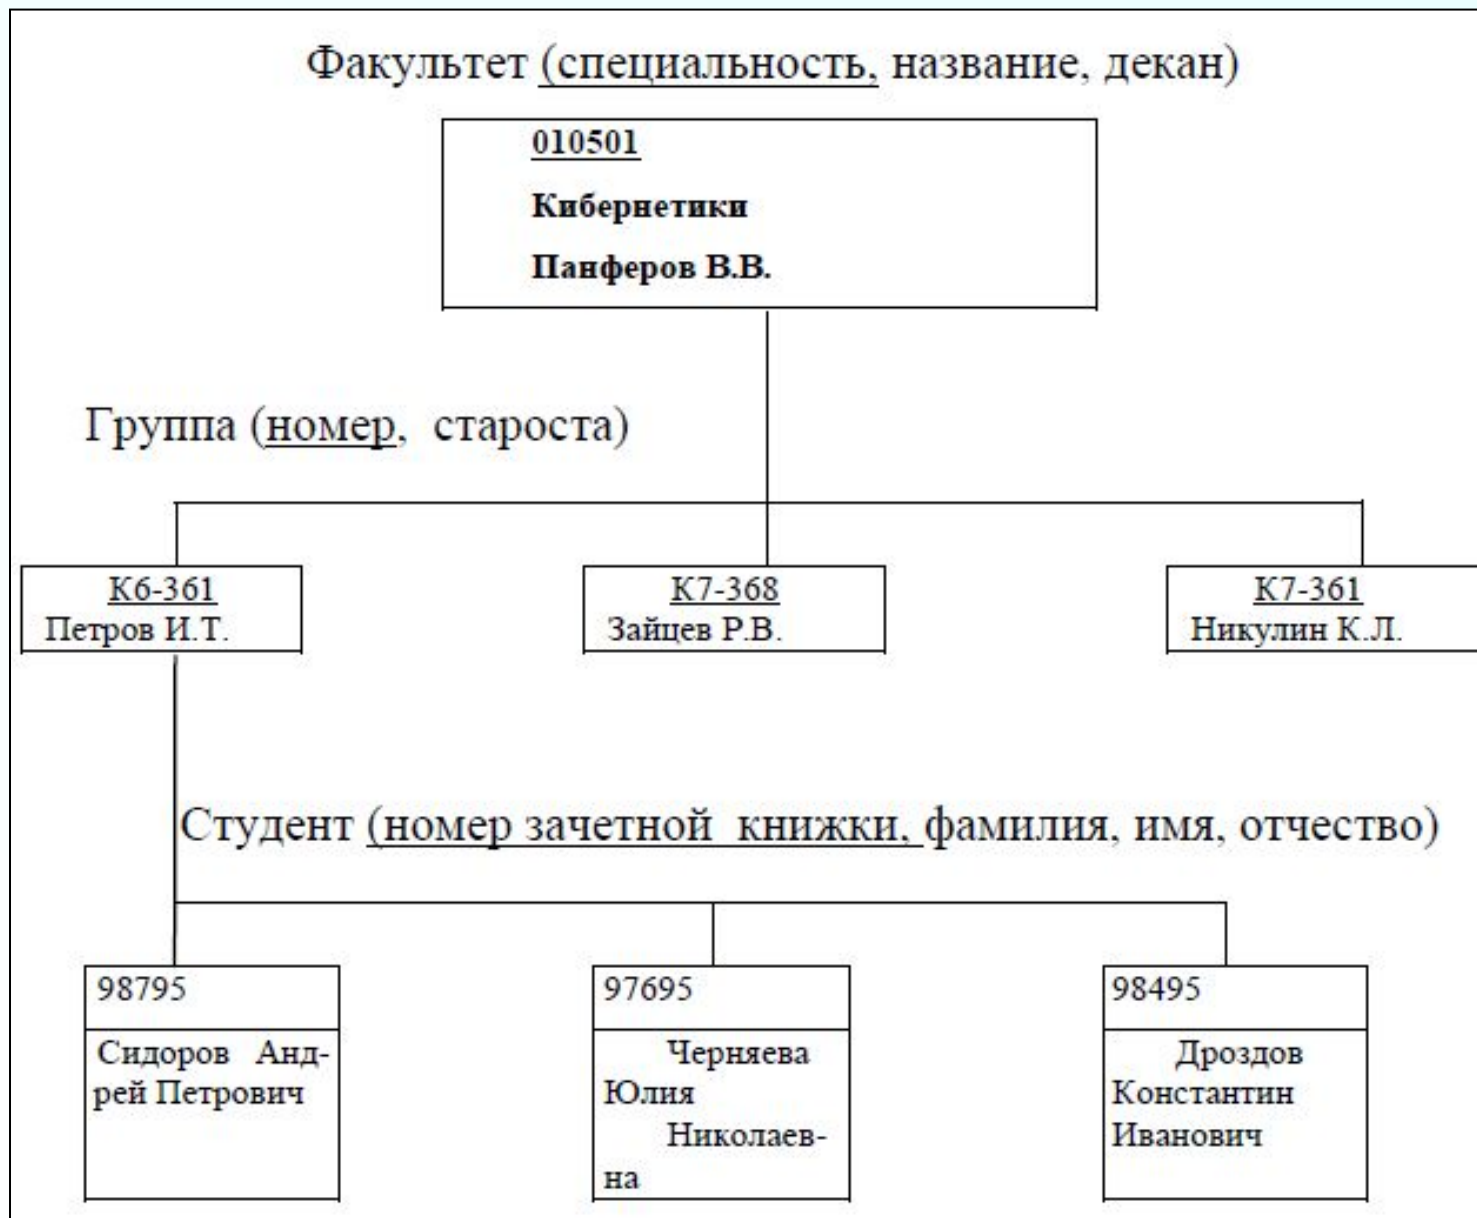 Факультет (специальность, название, декан)
010501
Кибернетики
Панферов В.В.
Группа (номер, староста)
К6-361
Петров И.Т.
К7-368
Зайцев Р.В.
К7-361
Никулин К.Л.
Студент (номер зачетной книжки, фамилия, имя, отчество)
98795
Сидоров Анд-
рей Петрович
97695
Черняева
Юлия
Николаев-
на
98495
Дроздов
Константин
Иванович